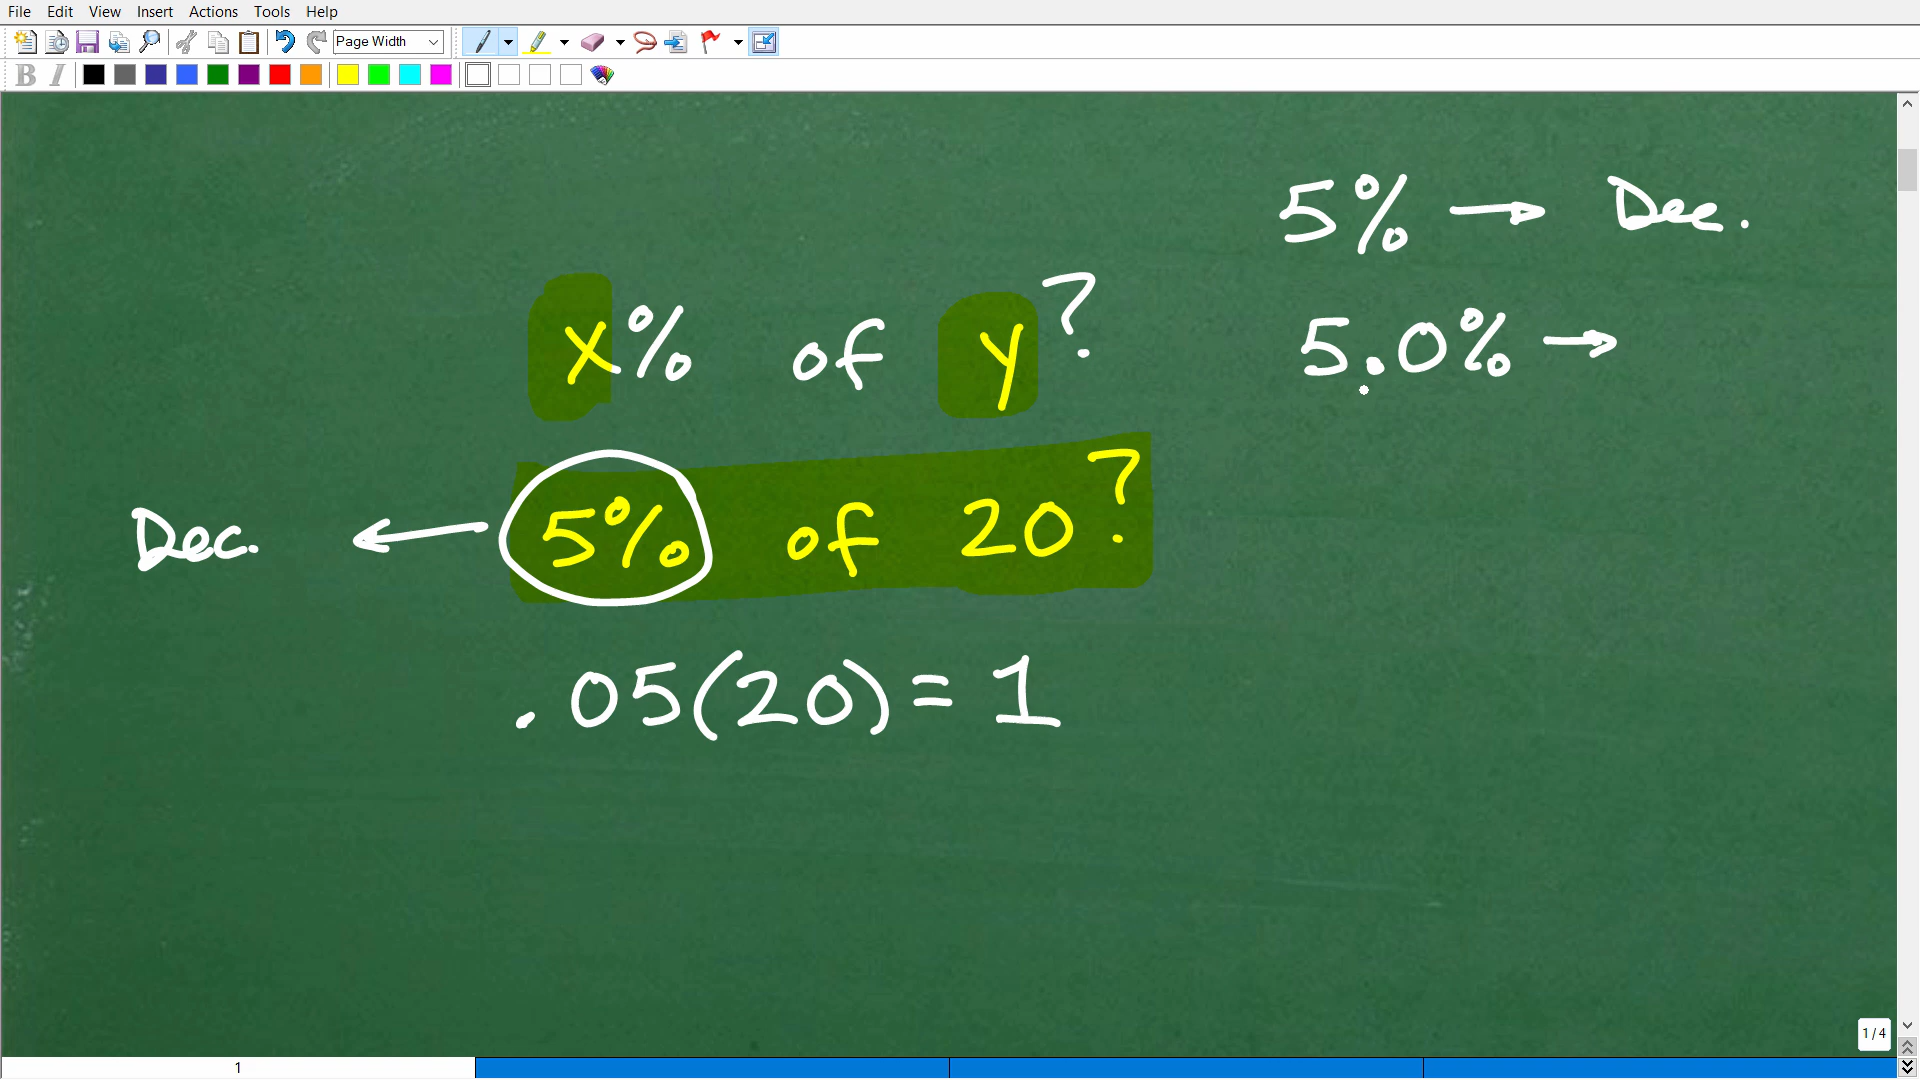 File Edit View Insert Actions Tools Help
Page Width
B I
5% → Dec.
x% of y?
5.0% →
Dec. ← 5% of 20?
.05(20) = 1
1 / 4
1